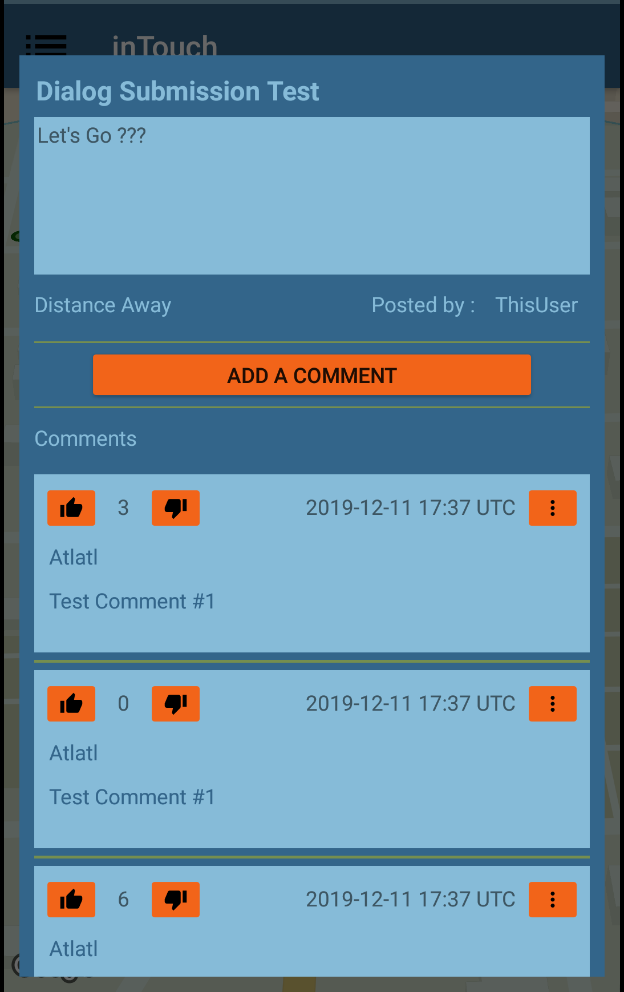 inTouch
Dialog Submission Test
Let's Go ???
Distance Away Posted by : ThisUser
ADD A COMMENT
Comments
3 2019-12-11 17:37 UTC
Atlatl
Test Comment #1
0 2019-12-11 17:37 UTC
Atlatl
Test Comment #1
6 2019-12-11 17:37 UTC
Atlatl